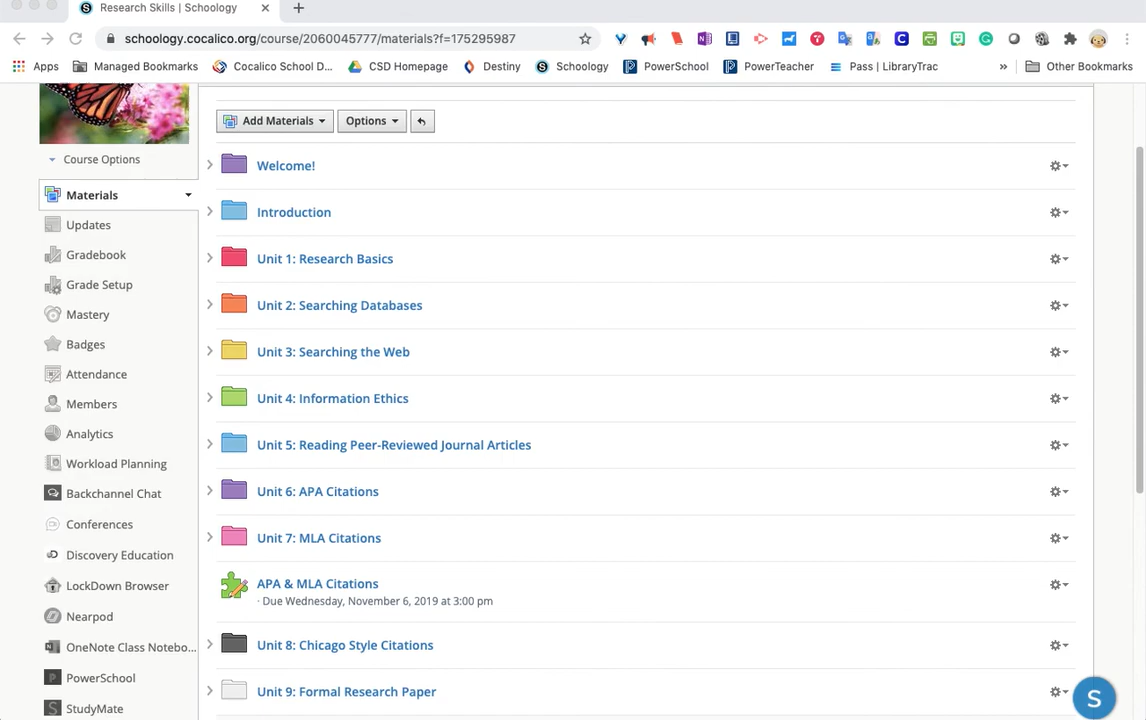 Research Skills | Schoology
schoology.cocalico.org/course/2060045777/materials?f=175295987
Apps Managed Bookmarks Cocalico School D... CSD Homepage Destiny Schoology PowerSchool PowerTeacher Pass | LibraryTrac » Other Bookmarks
Add Materials Options
Course Options
Materials
Updates
Gradebook
Grade Setup
Mastery
Badges
Attendance
Members
Analytics
Workload Planning
Backchannel Chat
Conferences
Discovery Education
LockDown Browser
Nearpod
OneNote Class Notebo...
PowerSchool
StudyMate
Welcome!
Introduction
Unit 1: Research Basics
Unit 2: Searching Databases
Unit 3: Searching the Web
Unit 4: Information Ethics
Unit 5: Reading Peer-Reviewed Journal Articles
Unit 6: APA Citations
Unit 7: MLA Citations
APA & MLA Citations
· Due Wednesday, November 6, 2019 at 3:00 pm
Unit 8: Chicago Style Citations
Unit 9: Formal Research Paper
S